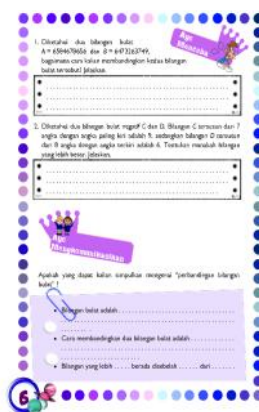 Ayo
Mencoba
1. Diketahui dua bilangan bulat
A = 6584678656 dan B = 6473263749,
bagaimana cara kalian membandingkan kedua bilangan
bulat tersebut? Jelaskan.
2. Diketahui dua bilangan bulat negatif C dan D. Bilangan C tersusun dari 7
angka dengan angka paling kiri adalah 5. sedangkan bilangan D tersusun
dari 8 angka dengan angka terkiri adalah 6. Tentukan manakah bilangan
yang lebih besar. Jelaskan.
Ayo
Mengkomunikasikan
Apakah yang dapat kalian simpulkan mengenai "perbandingan bilangan
bulat" ?
• Bilangan bulat adalah
• Cara membandingkan dua bilangan bulat adalah
• Bilangan yang lebih ...... berada disebelah ...... dari ......
6